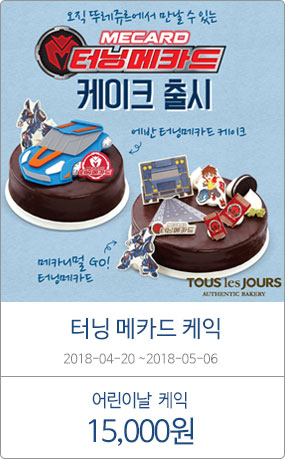 오직 뚜레쥬르에서 만날 수 있는
MECARD
터닝메카드
케이크 출시
에반 터닝메카드 케이크
메카니멀 GO!
터닝메카드
TOUS les JOURS
AUTHENTIC BAKERY
터닝 메카드 케익
2018-04-20 ~2018-05-06
어린이날 케익
15,000원